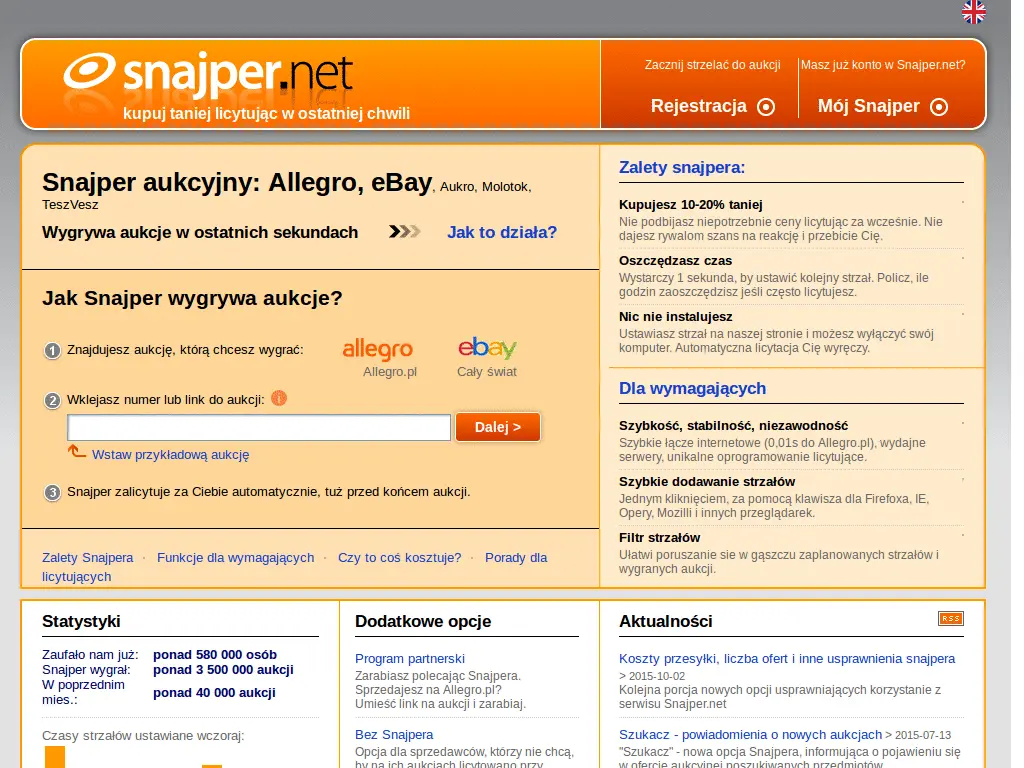 snajper.net
kupuj taniej licytując w ostatniej chwili
Zacznij strzelać do aukcji
Rejestracja
Masz już konto w Snajper.net?
Mój Snajper
Snajper aukcyjny: Allegro, eBay, Aukro, Molotok,
TeszVesz
Wygrywa aukcje w ostatnich sekundach
Jak to działa?
Jak Snajper wygrywa aukcje?
1 Znajdujesz aukcję, którą chcesz wygrać:
allegro
Allegro.pl
ebay
Cały świat
2 Wklejasz numer lub link do aukcji:
Dalej >
Wstaw przykładową aukcję
3 Snajper zalicytuje za Ciebie automatycznie, tuż przed końcem aukcji.
Zalety Snajpera · Funkcje dla wymagających · Czy to coś kosztuje? · Porady dla
licytujących
Zalety snajpera:
Kupujesz 10-20% taniej
Nie podbijasz niepotrzebnie ceny licytując za wcześnie. Nie
dajesz rywalom szans na reakcję i przebicie Cię.
Oszczędzasz czas
Wystarczy 1 sekunda, by ustawić kolejny strzał. Policz, ile
godzin zaoszczędzisz jeśli często licytujesz.
Nic nie instalujesz
Ustawiasz strzał na naszej stronie i możesz wyłączyć swój
komputer. Automatyczna licytacja Cię wyręczy.
Dla wymagających
Szybkość, stabilność, niezawodność
Szybkie łącze internetowe (0,01s do Allegro.pl), wydajne
serwery, unikalne oprogramowanie licytujące.
Szybkie dodawanie strzałów
Jednym kliknięciem, za pomocą klawisza dla Firefoxa, IE,
Opery, Mozilli i innych przeglądarek.
Filtr strzałów
Ułatwi poruszanie sie w gąszczu zaplanowanych strzałów i
wygranych aukcji.
Statystyki
Zaufało nam już: ponad 580 000 osób
Snajper wygrał: ponad 3 500 000 aukcji
W poprzednim
mies.: ponad 40 000 aukcji
Czasy strzałów ustawiane wczoraj:
Dodatkowe opcje
Program partnerski
Zarabiasz polecając Snajpera.
Sprzedajesz na Allegro.pl?
Umieść link na aukcji i zarabiaj.
Bez Snajpera
Opcja dla sprzedawców, którzy nie chcą,
by na ich aukcjach licytowano przy
Aktualności
RSS
Koszty przesyłki, liczba ofert i inne usprawnienia snajpera
> 2015-10-02
Kolejna porcja nowych opcji usprawniających korzystanie z
serwisu Snajper.net
Szukacz - powiadomienia o nowych aukcjach > 2015-07-13
"Szukacz" - nowa opcja Snajpera, informująca o pojawieniu się
w ofercie aukcyjnej poszukiwanych przedmiotów